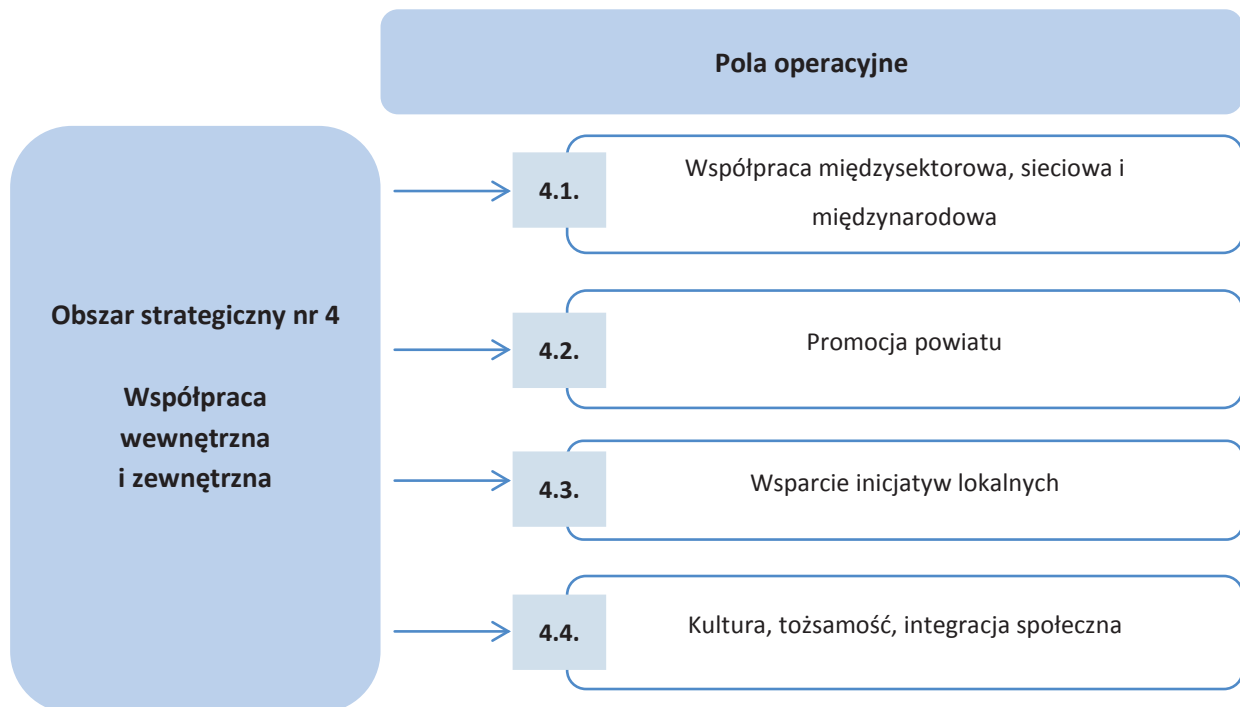 Pola operacyjne
Obszar strategiczny nr 4
Współpraca
wewnętrzna
i zewnętrzna
4.1.
Współpraca międzysektorowa, sieciowa i
międzynarodowa
4.2.
Promocja powiatu
4.3.
Wsparcie inicjatyw lokalnych
4.4.
Kultura, tożsamość, integracja społeczna